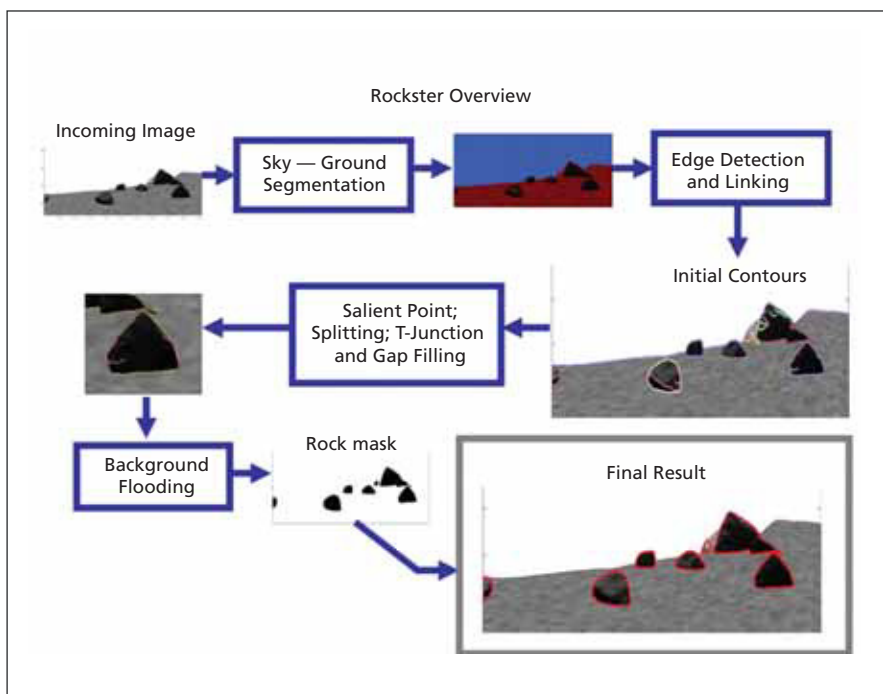 Rockster Overview
Incoming Image
Sky — Ground
Segmentation
Edge Detection
and Linking
Initial Contours
Salient Point;
Splitting; T-Junction
and Gap Filling
Background
Flooding
Rock mask
Final Result